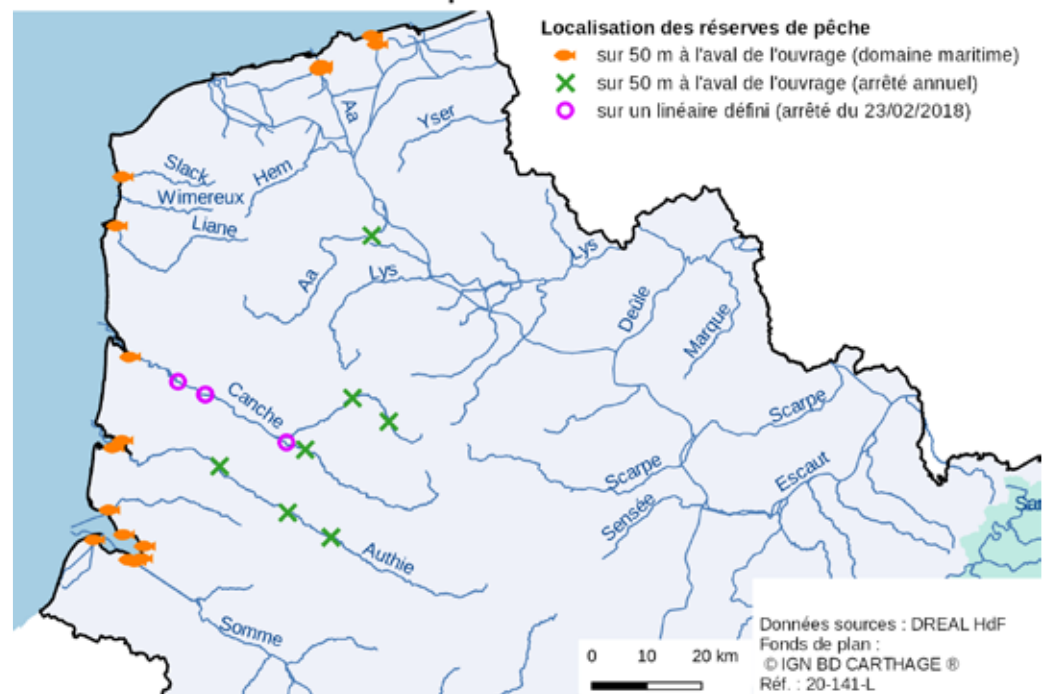 Localisation des réserves de pêche
sur 50 m à l'aval de l'ouvrage (domaine maritime)
sur 50 m à l'aval de l'ouvrage (arrêté annuel)
sur un linéaire défini (arrêté du 23/02/2018)
Aa
Yser
Slack
Hem
Wimereux
Liane
Lys
Aa
Lys
Deûle
Marque
Canche
Scarpe
Scarpe
Escaut
Sensée
Authie
Somme
0 10 20 km
Données sources : DREAL HdF
Fonds de plan :
© IGN BD CARTHAGE ®
Réf. : 20-141-L